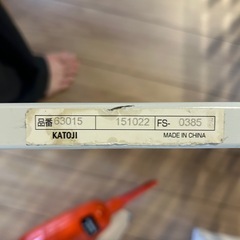 品番 63015 151022 FS- 0385
KATOJI MADE IN CHINA